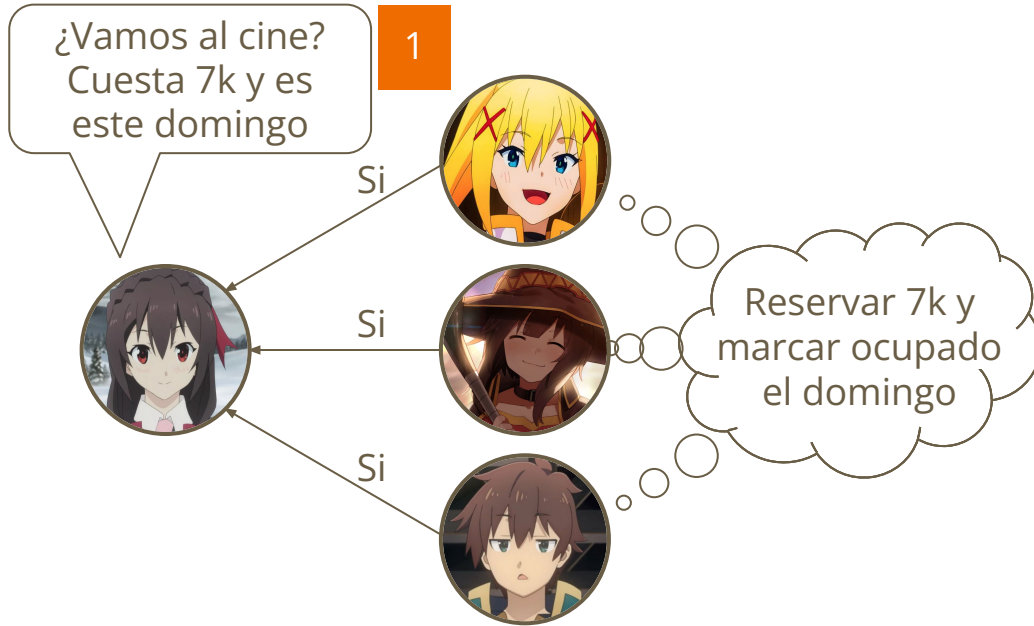 ¿Vamos al cine?
Cuesta 7k y es
este domingo
1
Si
Si
Si
Reservar 7k y
marcar ocupado
el domingo